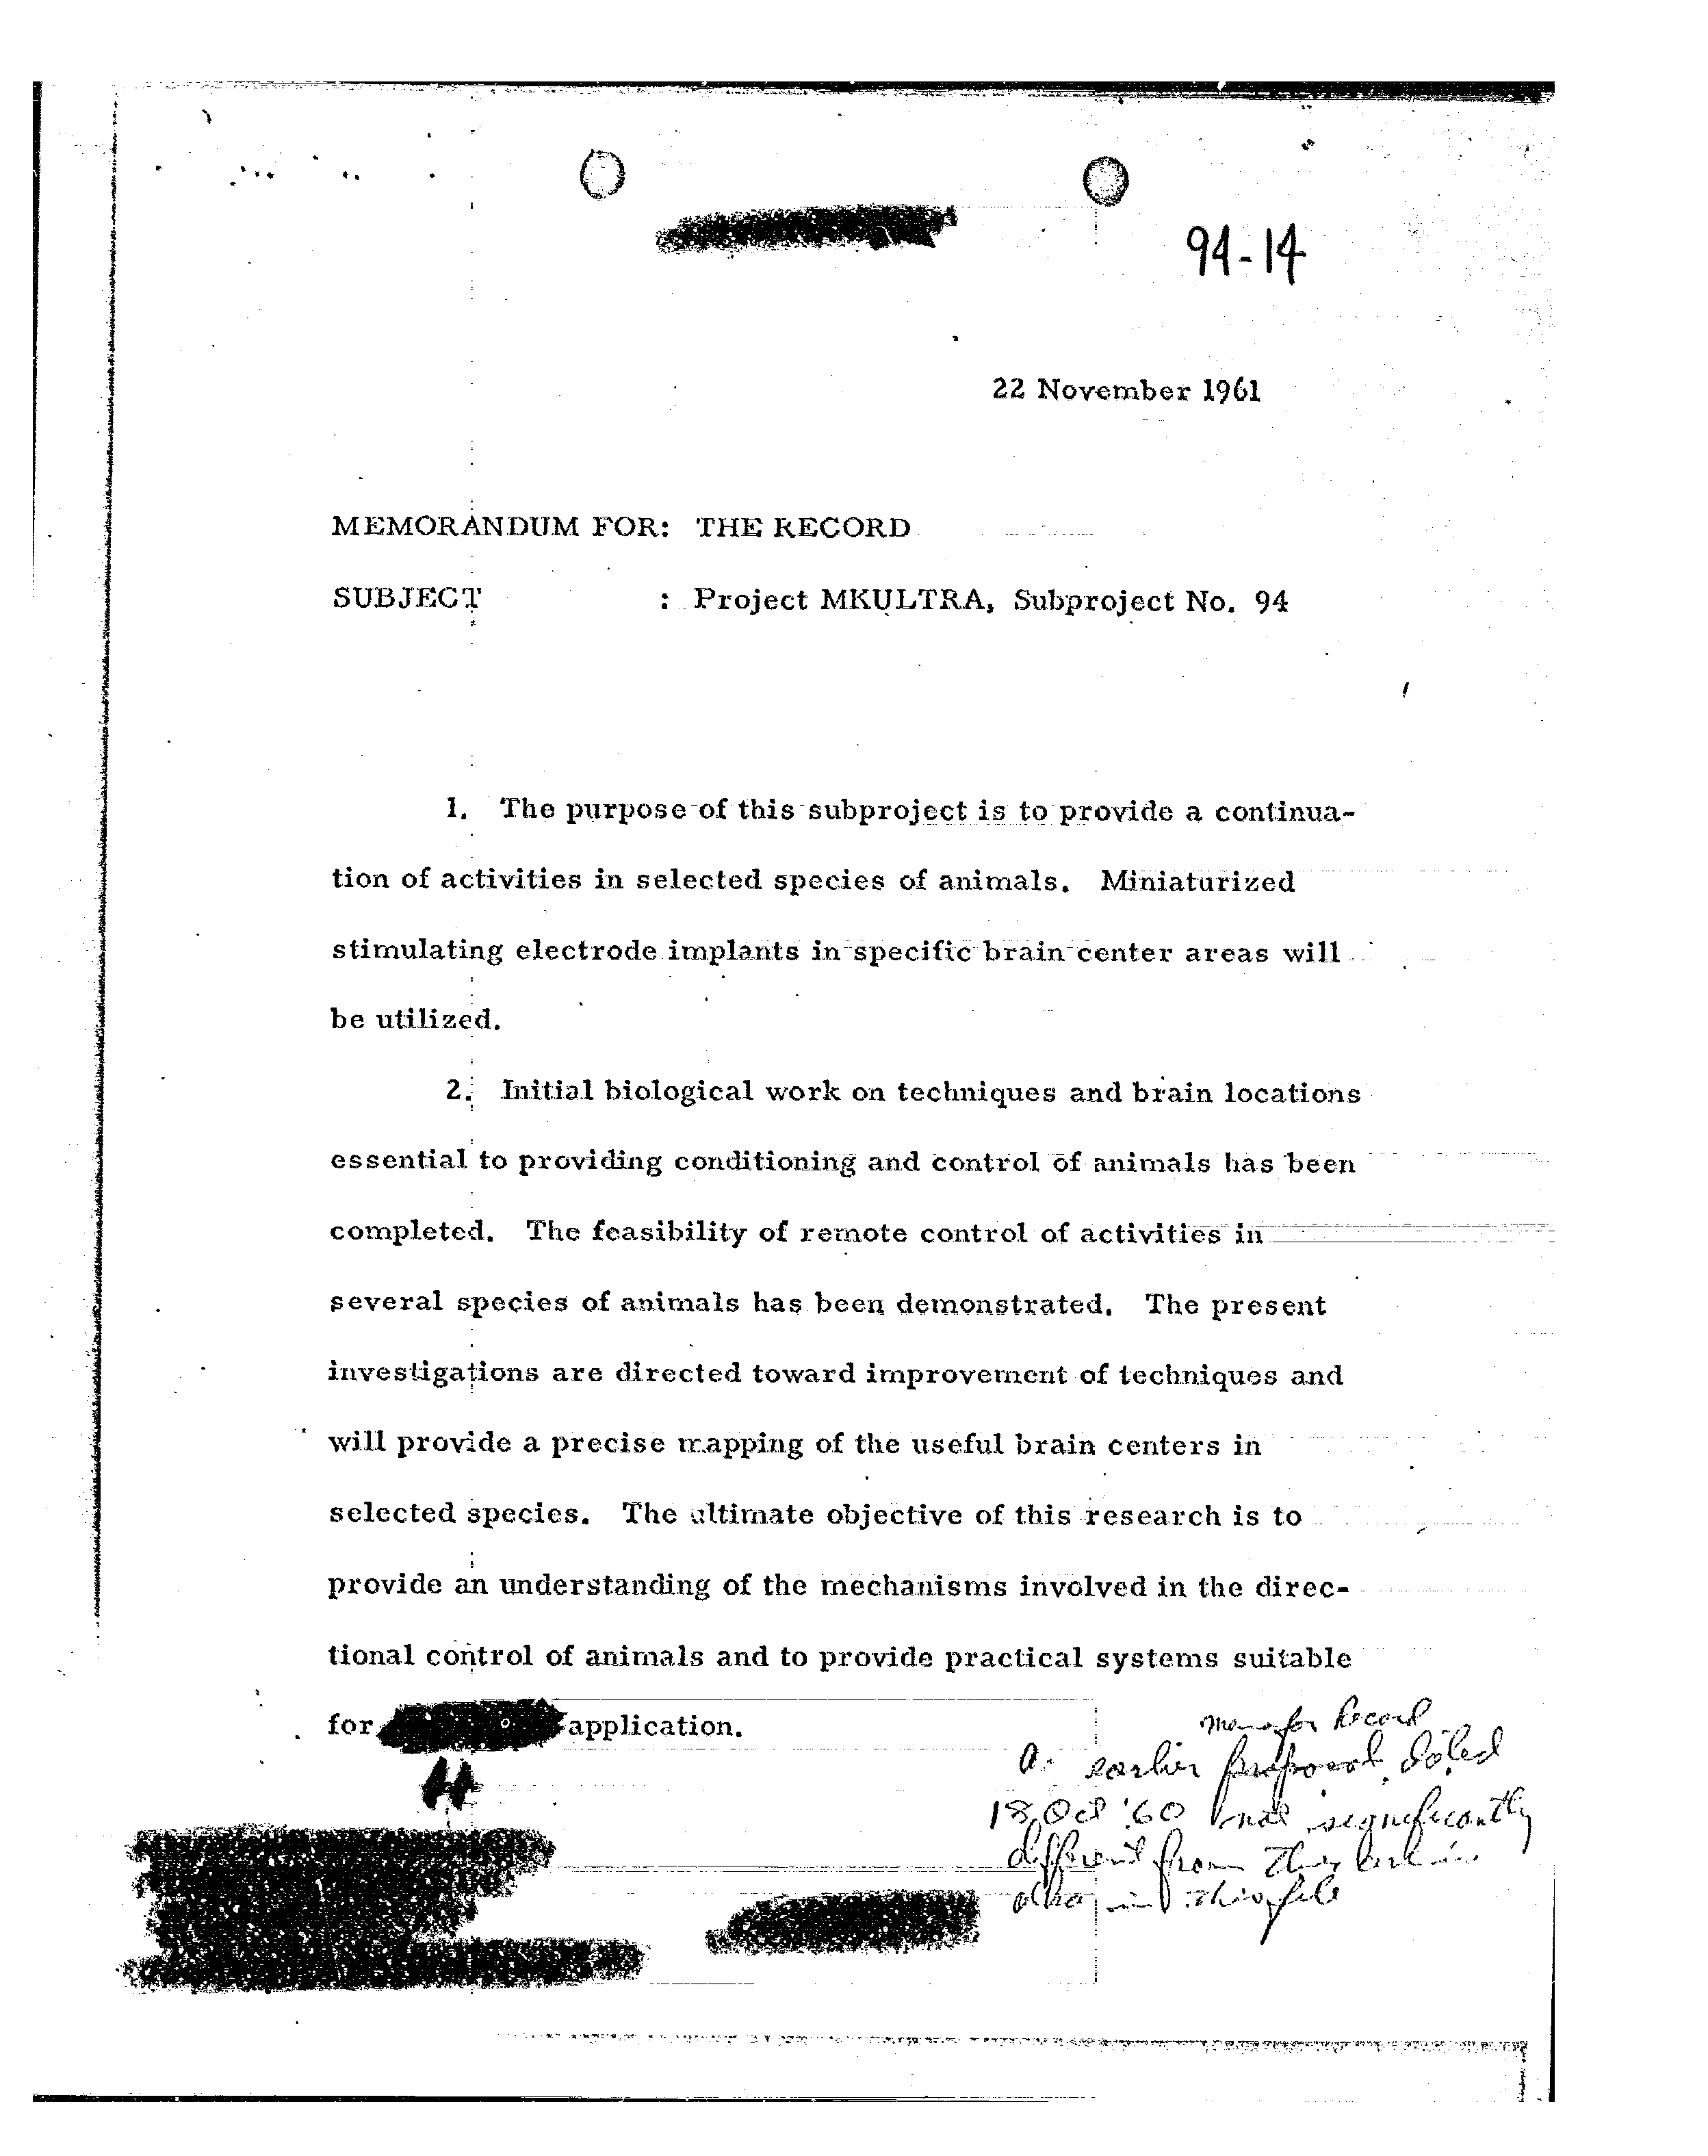 94-14
22 November 1961
MEMORANDUM FOR: THE RECORD
SUBJECT : Project MKULTRA, Subproject No. 94
1. The purpose of this subproject is to provide a continua-
tion of activities in selected species of animals. Miniaturized
stimulating electrode implants in specific brain center areas will
be utilized.
2. Initial biological work on techniques and brain locations
essential to providing conditioning and control of animals has been
completed. The feasibility of remote control of activities in
several species of animals has been demonstrated. The present
investigations are directed toward improvement of techniques and
will provide a precise mapping of the useful brain centers in
selected species. The ultimate objective of this research is to
provide an understanding of the mechanisms involved in the direc-
tional control of animals and to provide practical systems suitable
for application.
for Record
earlier proposal dated
18 Oct '60 not significantly
different from this
also in this file